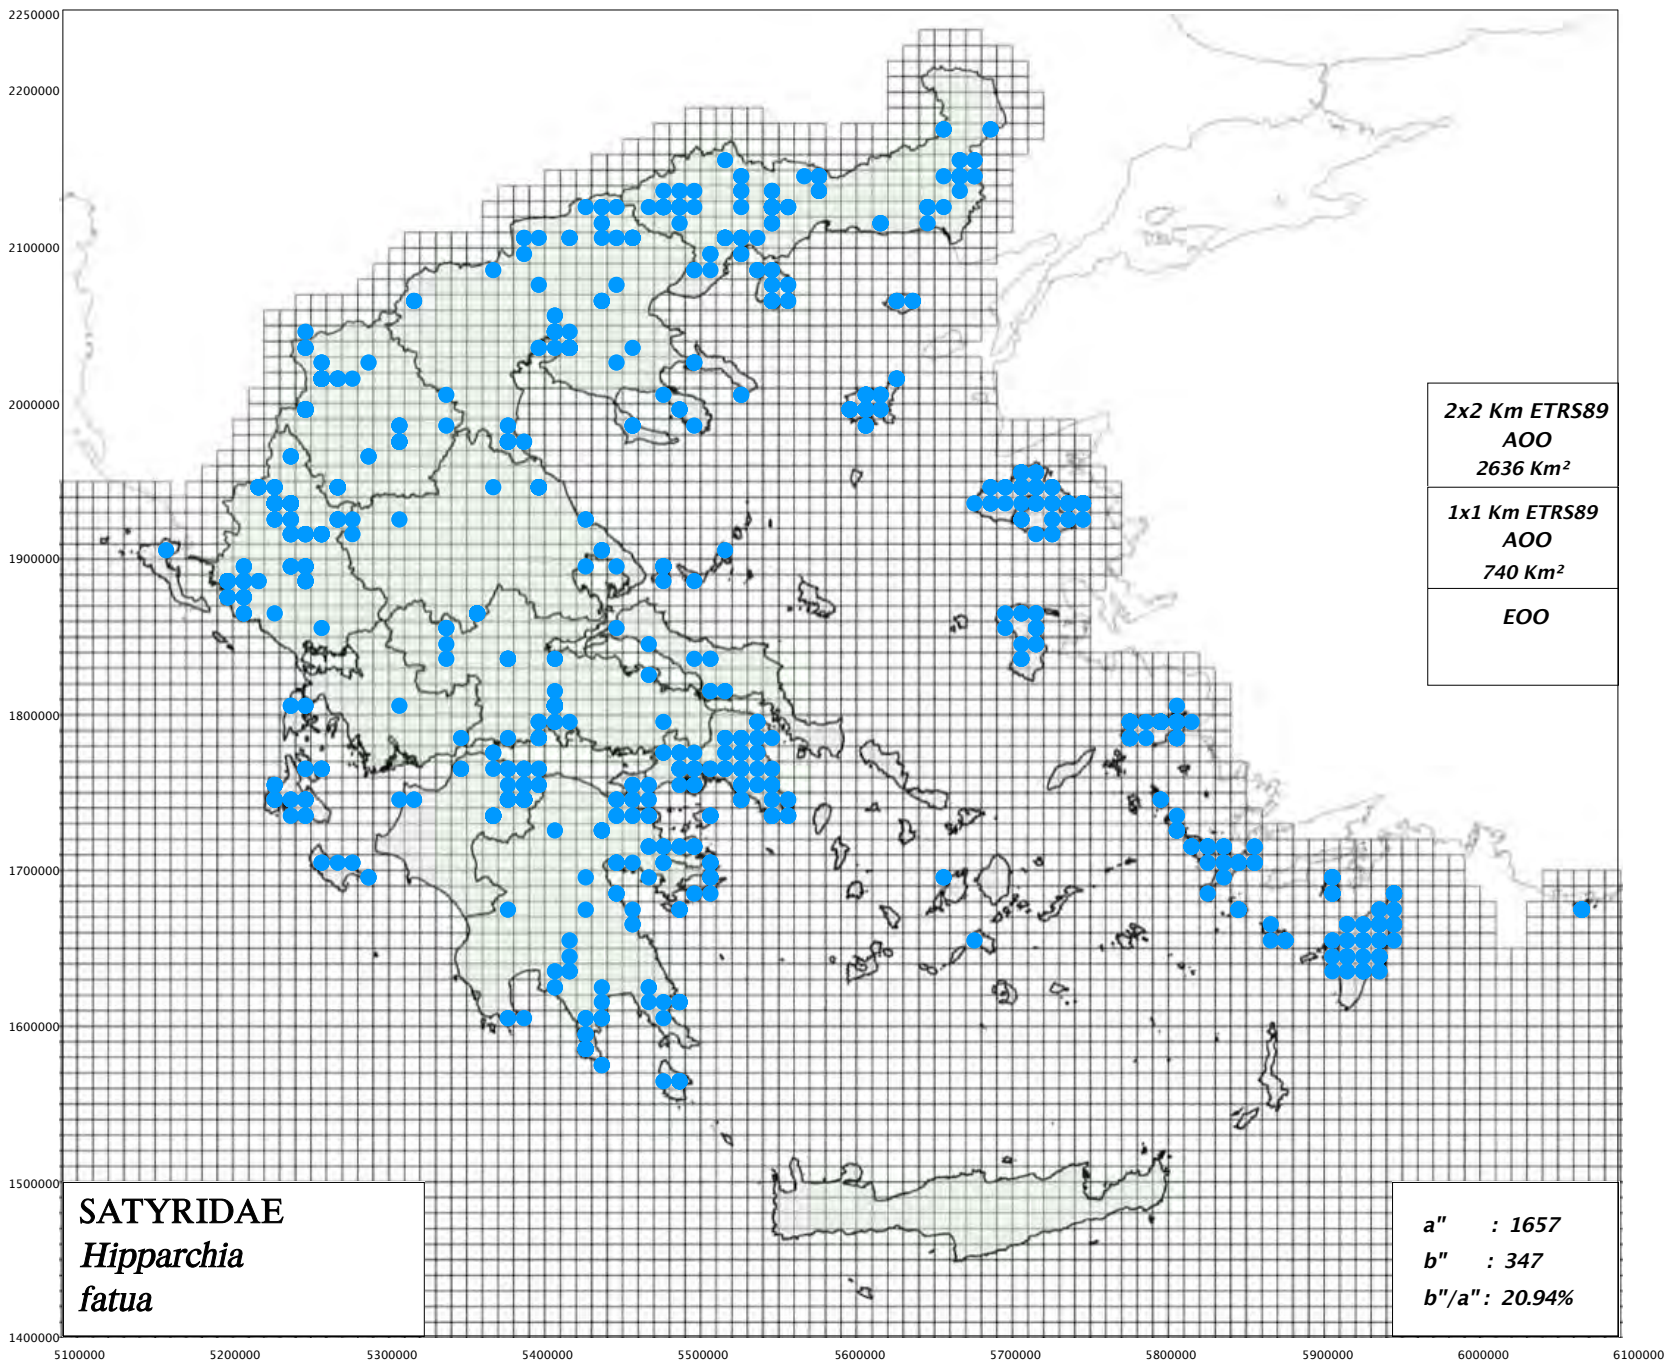 2250000
2200000
2100000
2000000
1900000
1800000
1700000
1600000
1500000
1400000
5100000 5200000 5300000 5400000 5500000 5600000 5700000 5800000 5900000 6000000 6100000
2x2 Km ETRS89
AOO
2636 Km²
1x1 Km ETRS89
AOO
740 Km²
EOO
SATYRIDAE
Hipparchia
fatua
a" : 1657
b" : 347
b"/a" : 20.94%